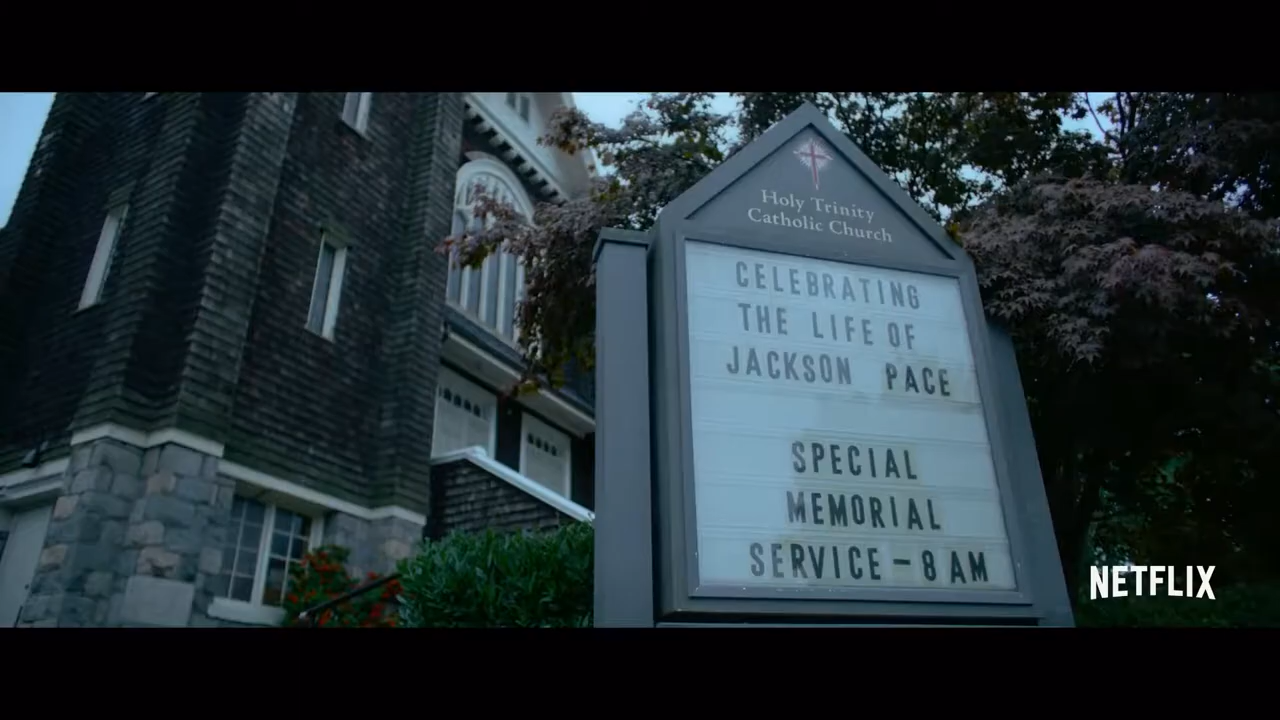 Holy Trinity
Catholic Church
CELEBRATING
THE LIFE OF
JACKSON PACE
SPECIAL
MEMORIAL
SERVICE-8 AM
NETFLIX